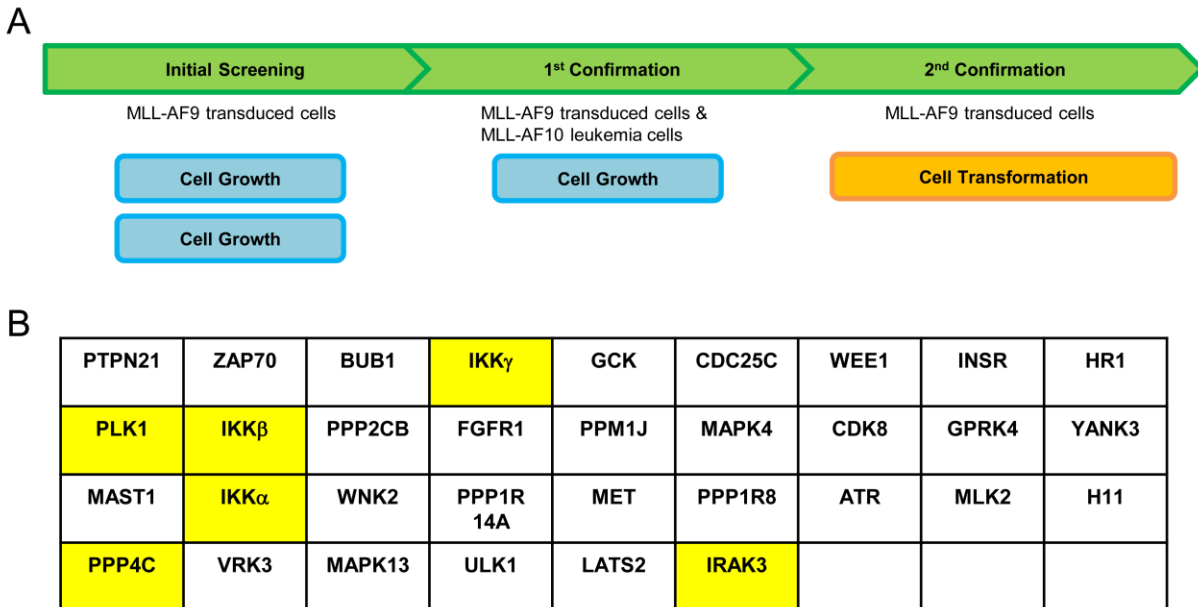 A
Initial Screening 1st Confirmation 2nd Confirmation
MLL-AF9 transduced cells MLL-AF9 transduced cells & MLL-AF9 transduced cells
MLL-AF10 leukemia cells
Cell Growth Cell Growth Cell Transformation
Cell Growth
B
PTPN21 ZAP70 BUB1 IKKγ GCK CDC25C WEE1 INSR HR1
PLK1 IKKβ PPP2CB FGFR1 PPM1J MAPK4 CDK8 GPRK4 YANK3
MAST1 IKKα WNK2 PPP1R MET PPP1R8 ATR MLK2 H11
14A
PPP4C VRK3 MAPK13 ULK1 LATS2 IRAK3